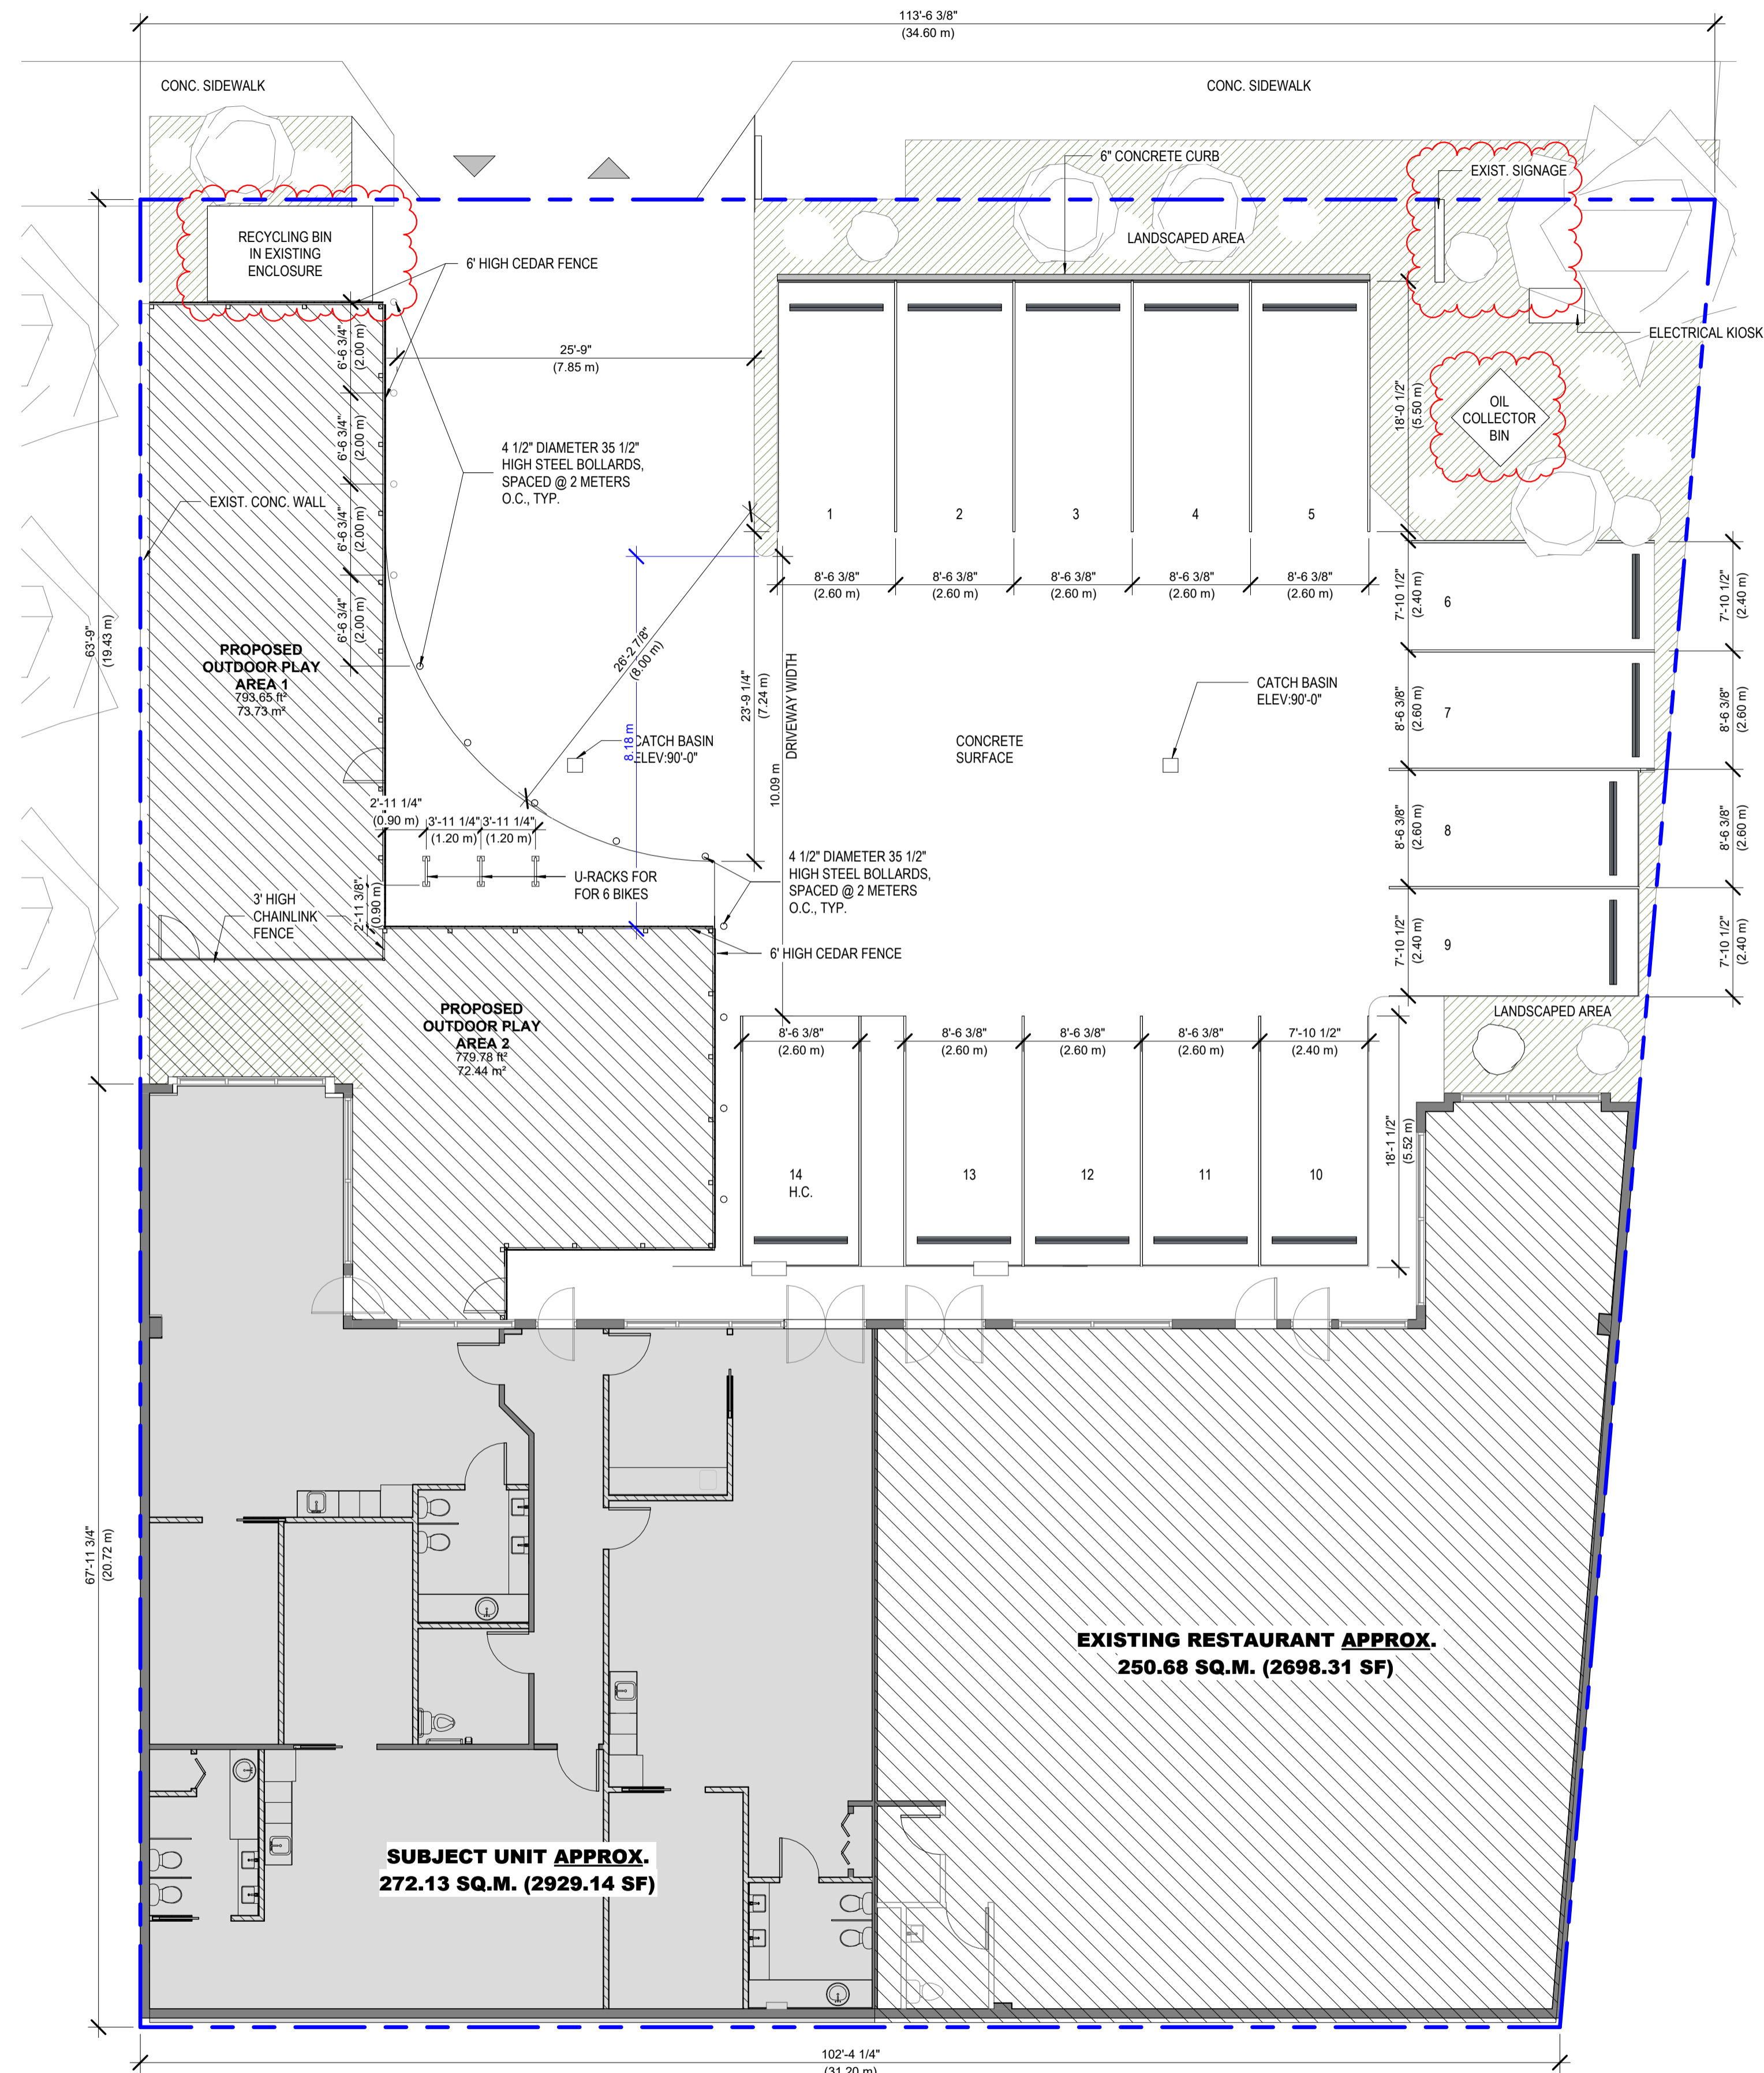 113'-6 3/8"
(34.60 m)
CONC. SIDEWALK
CONC. SIDEWALK
6" CONCRETE CURB
EXIST. SIGNAGE
RECYCLING BIN
IN EXISTING
ENCLOSURE
6' HIGH CEDAR FENCE
LANDSCAPED AREA
ELECTRICAL KIOSK
25'-9"
(7.85 m)
6'-6 3/4"
(2.00 m)
6'-6 3/4"
(2.00 m)
6'-6 3/4"
(2.00 m)
6'-6 3/4"
(2.00 m)
18'-0 1/2"
(5.50 m)
OIL
COLLECTOR
BIN
4 1/2" DIAMETER 35 1/2"
HIGH STEEL BOLLARDS,
SPACED @ 2 METERS
O.C., TYP.
EXIST. CONC. WALL
1
2
3
4
5
8'-6 3/8"
(2.60 m)
8'-6 3/8"
(2.60 m)
8'-6 3/8"
(2.60 m)
8'-6 3/8"
(2.60 m)
8'-6 3/8"
(2.60 m)
7'-10 1/2"
(2.40 m)
6
7'-10 1/2"
(2.40 m)
63'-9"
(19.43 m)
PROPOSED
OUTDOOR PLAY
AREA 1
793.65 ft²
73.73 m²
26'-2 7/8"
(8.00 m)
8.18 m
23'-9 1/4"
(7.24 m)
DRIVEWAY WIDTH
10.09 m
CATCH BASIN
ELEV:90'-0"
CATCH BASIN
ELEV:90'-0"
CONCRETE
SURFACE
8'-6 3/8"
(2.60 m)
7
8'-6 3/8"
(2.60 m)
8'-6 3/8"
(2.60 m)
8
8'-6 3/8"
(2.60 m)
2'-11 1/4"
(0.90 m)
3'-11 1/4"
(1.20 m)
3'-11 1/4"
(1.20 m)
U-RACKS FOR
FOR 6 BIKES
4 1/2" DIAMETER 35 1/2"
HIGH STEEL BOLLARDS,
SPACED @ 2 METERS
O.C., TYP.
2'-11 3/8"
(0.90 m)
3' HIGH
CHAINLINK
FENCE
7'-10 1/2"
(2.40 m)
9
7'-10 1/2"
(2.40 m)
6' HIGH CEDAR FENCE
PROPOSED
OUTDOOR PLAY
AREA 2
779.78 ft²
72.44 m²
LANDSCAPED AREA
8'-6 3/8"
(2.60 m)
8'-6 3/8"
(2.60 m)
8'-6 3/8"
(2.60 m)
8'-6 3/8"
(2.60 m)
7'-10 1/2"
(2.40 m)
18'-1 1/2"
(5.52 m)
14
H.C.
13
12
11
10
67'-11 3/4"
(20.72 m)
EXISTING RESTAURANT APPROX.
250.68 SQ.M. (2698.31 SF)
SUBJECT UNIT APPROX.
272.13 SQ.M. (2929.14 SF)
102'-4 1/4"
(31.20 m)